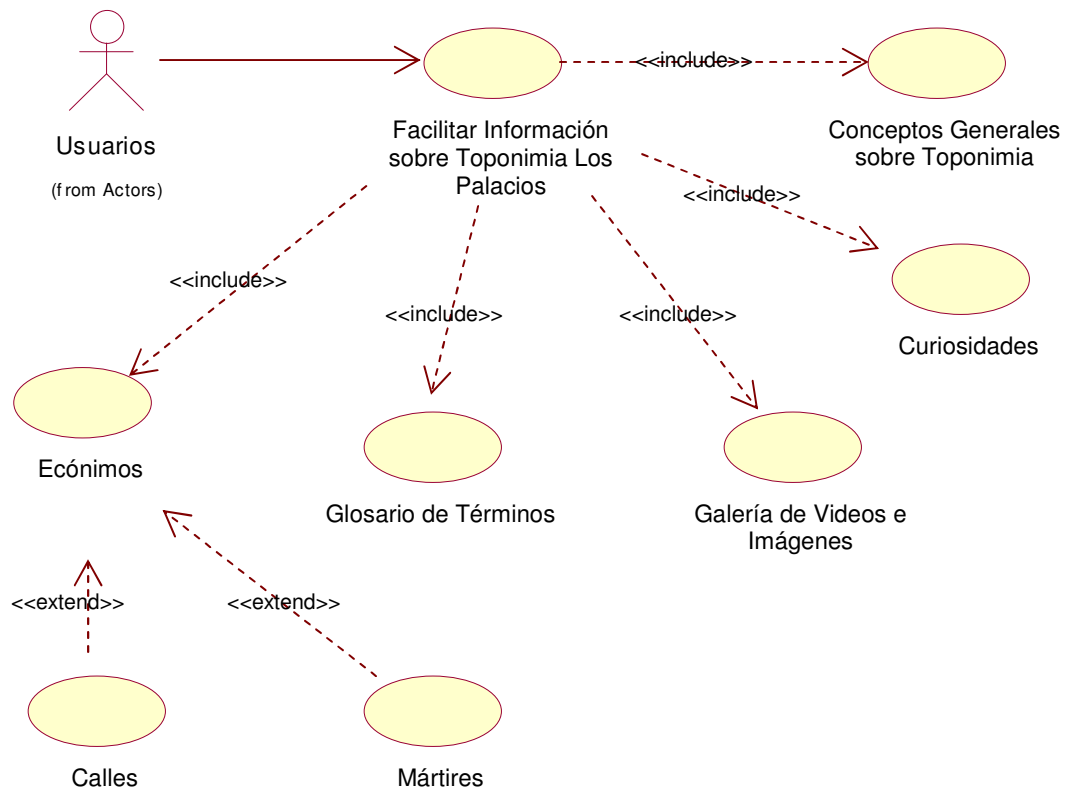 <<include>>
Usuarios
(from Actors)
Facilitar Información
sobre Toponimia Los
Palacios
Conceptos Generales
sobre Toponimia
<<include>>
<<include>>
<<include>>
<<include>>
Curiosidades
Ecónimos
Glosario de Términos
Galería de Videos e
Imágenes
<<extend>>
<<extend>>
Calles
Mártires